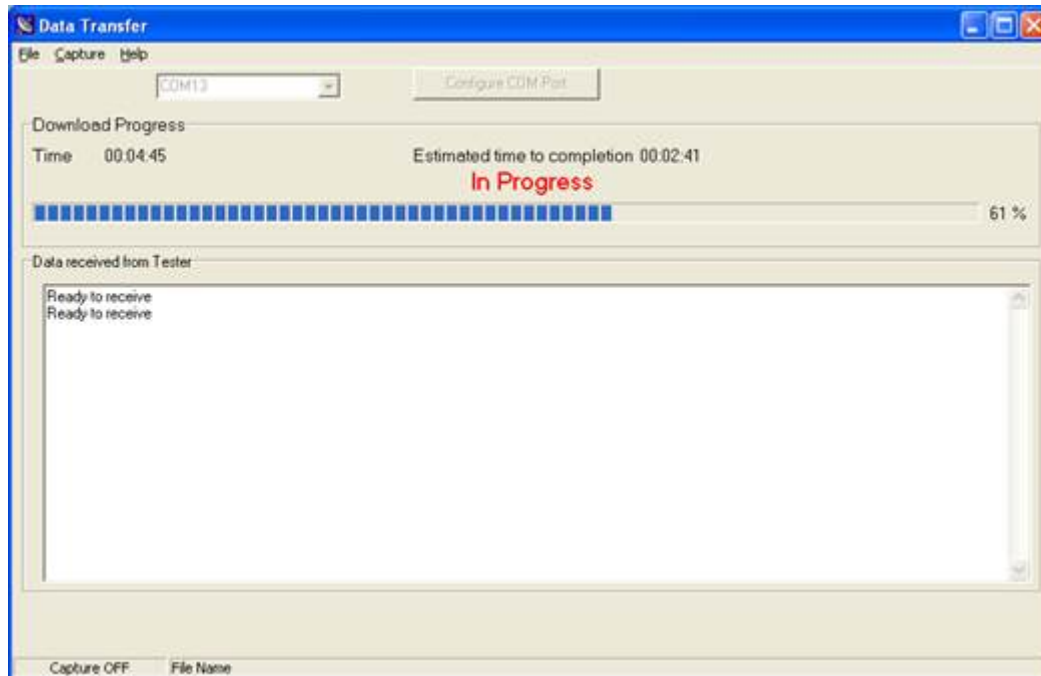 Data Transfer
File Capture Help
COM13 Configure COM Port
Download Progress
Time 00:04:45 Estimated time to completion 00:02:41
In Progress
61 %
Data received from Tester
Ready to receive
Ready to receive
Capture OFF File Name